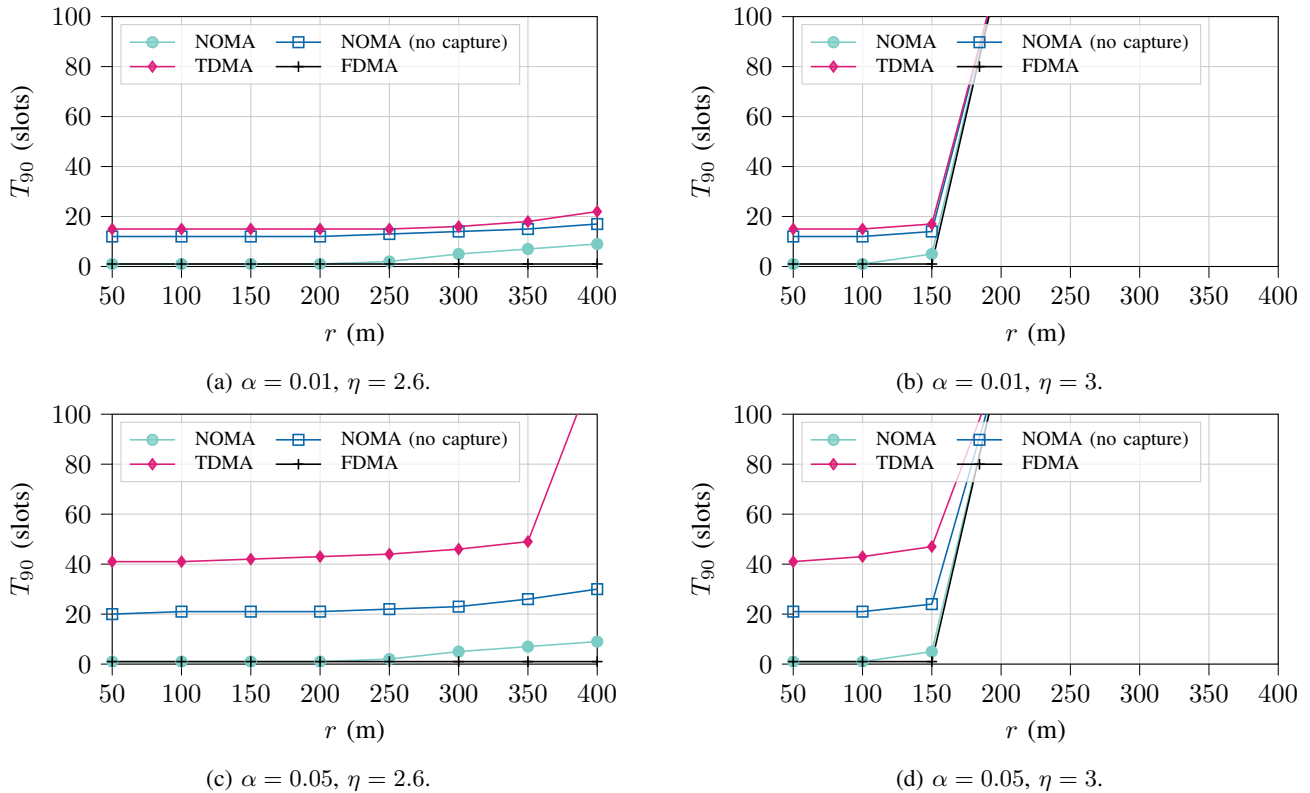 100
80
60
40
20
0
T90 (slots)
NOMA
NOMA (no capture)
TDMA
FDMA
50 100 150 200 250 300 350 400
r (m)
(a) α = 0.01, η = 2.6.
100
80
60
40
20
0
T90 (slots)
NOMA
NOMA (no capture)
TDMA
FDMA
50 100 150 200 250 300 350 400
r (m)
(b) α = 0.01, η = 3.
100
80
60
40
20
0
T90 (slots)
NOMA
NOMA (no capture)
TDMA
FDMA
50 100 150 200 250 300 350 400
r (m)
(c) α = 0.05, η = 2.6.
100
80
60
40
20
0
T90 (slots)
NOMA
NOMA (no capture)
TDMA
FDMA
50 100 150 200 250 300 350 400
r (m)
(d) α = 0.05, η = 3.